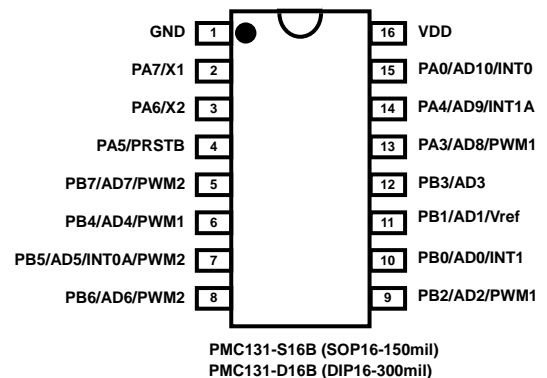 GND 1 16 VDD
PA7/X1 2 15 PA0/AD10/INT0
PA6/X2 3 14 PA4/AD9/INT1A
PA5/PRSTB 4 13 PA3/AD8/PWM1
PB7/AD7/PWM2 5 12 PB3/AD3
PB4/AD4/PWM1 6 11 PB1/AD1/Vref
PB5/AD5/INT0A/PWM2 7 10 PB0/AD0/INT1
PB6/AD6/PWM2 8 9 PB2/AD2/PWM1
PMC131-S16B (SOP16-150mil)
PMC131-D16B (DIP16-300mil)